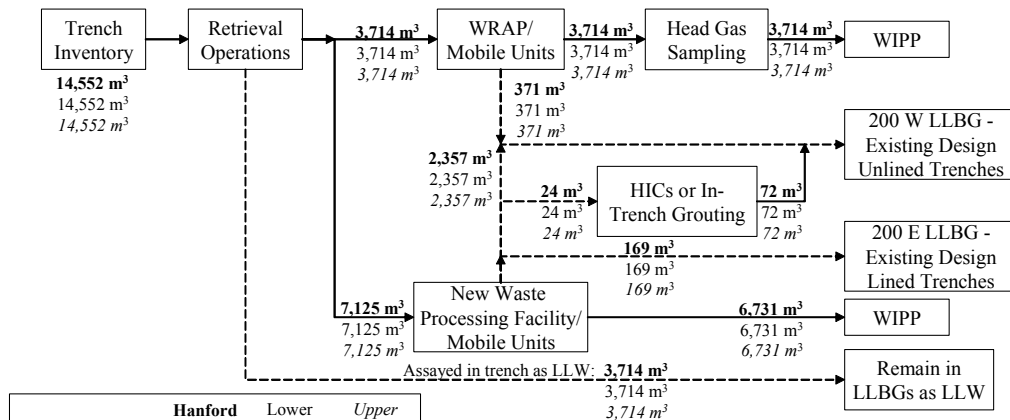 Trench
Inventory
14,552 m³
14,552 m³
14,552 m³
Retrieval
Operations
3,714 m³
3,714 m³
3,714 m³
WRAP/
Mobile Units
3,714 m³
3,714 m³
3,714 m³
Head Gas
Sampling
3,714 m³
3,714 m³
3,714 m³
WIPP
371 m³
371 m³
371 m³
200 W LLBG -
Existing Design
Unlined Trenches
2,357 m³
2,357 m³
2,357 m³
24 m³
24 m³
24 m³
HICs or In-
Trench Grouting
72 m³
72 m³
72 m³
169 m³
169 m³
169 m³
200 E LLBG -
Existing Design
Lined Trenches
7,125 m³
7,125 m³
7,125 m³
New Waste
Processing Facility/
Mobile Units
6,731 m³
6,731 m³
6,731 m³
WIPP
Assayed in trench as LLW: 3,714 m³
3,714 m³
3,714 m³
Remain in
LLBGs as LLW
Hanford Lower Upper